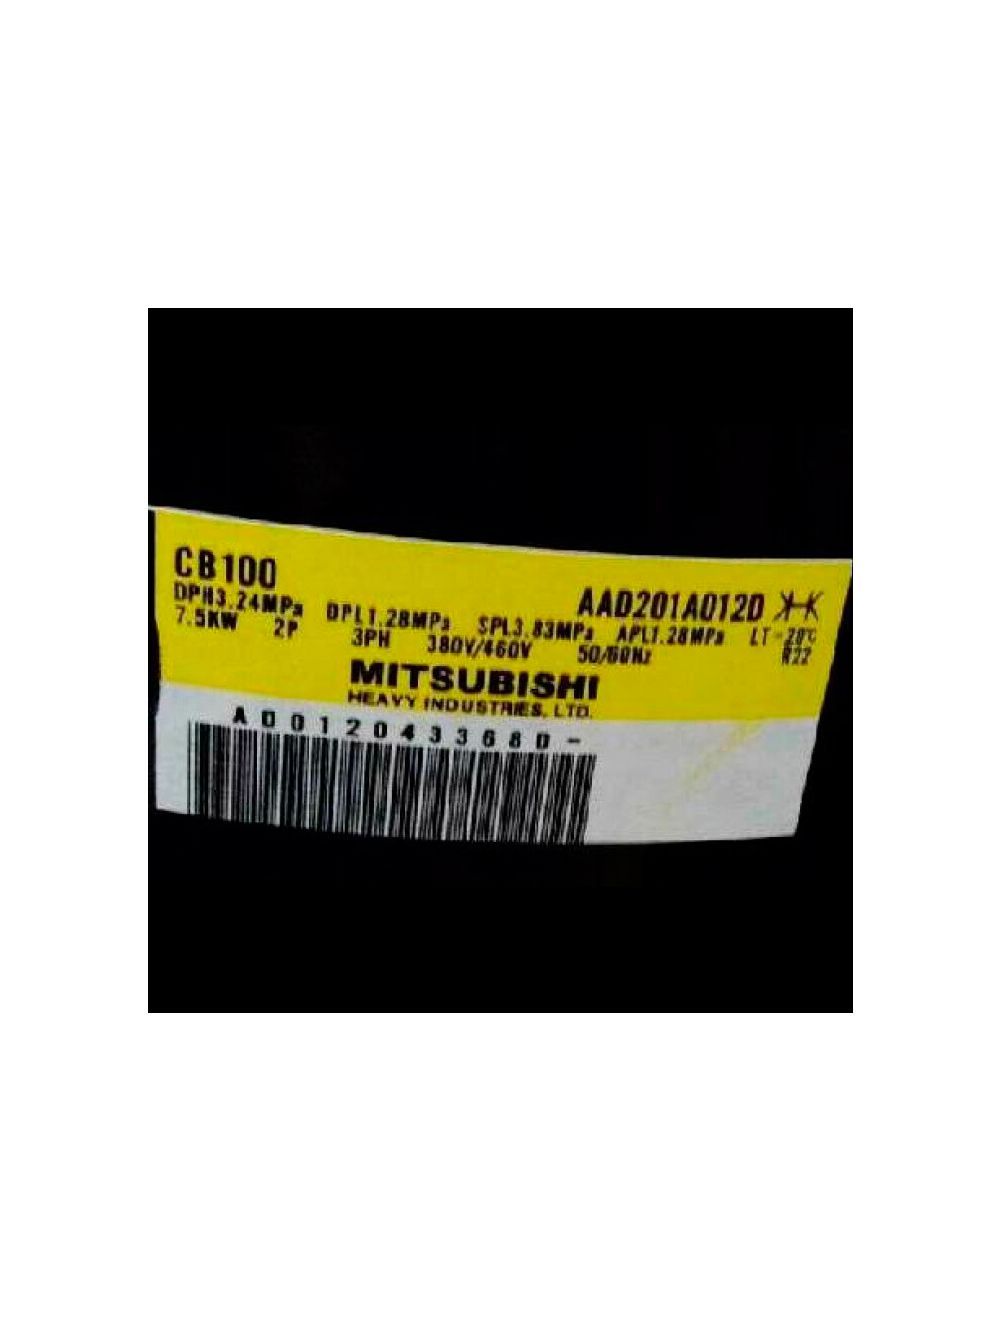 CB100 AAD201A012D
DPH3.24MPa DPL1.28MPa SPL3.83MPa APL1.28MPa LT-20℃
7.5KW 2P 3PH 380V/460V 50/60Hz R22
MITSUBISHI
HEAVY INDUSTRIES, LTD.
A00120433680-